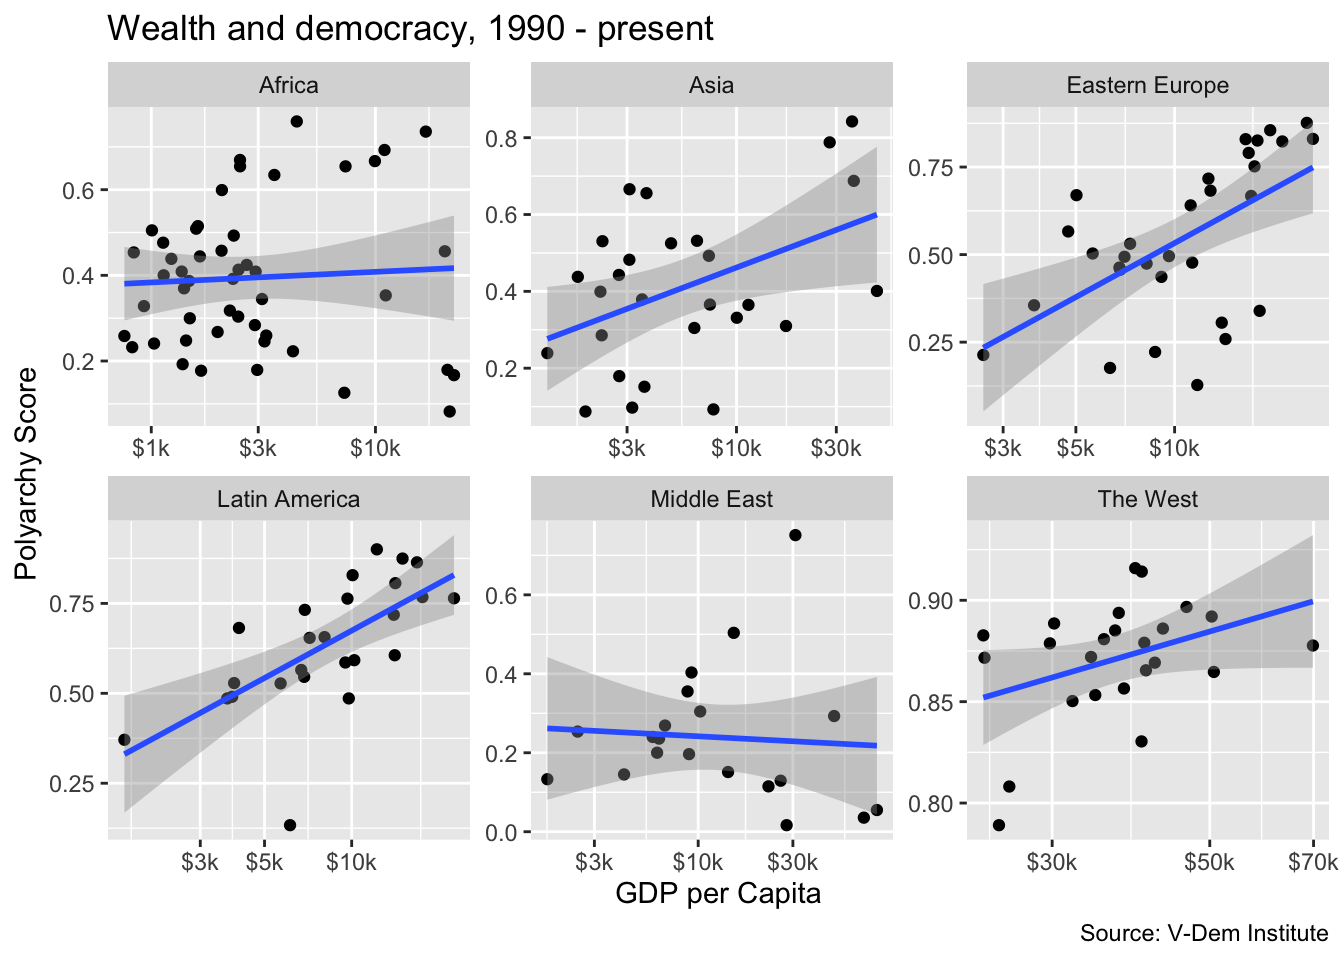 Wealth and democracy, 1990 - present
Africa
Asia
Eastern Europe
0.6
0.4
0.2
0.8
0.6
0.4
0.2
0.75
0.50
0.25
$1k $3k $10k
$3k $10k $30k
$3k $5k $10k
Latin America
Middle East
The West
0.75
0.50
0.25
0.6
0.4
0.2
0.0
0.90
0.85
0.80
$3k $5k $10k
$3k $10k $30k
$30k $50k $70k
Polyarchy Score
GDP per Capita
Source: V-Dem Institute